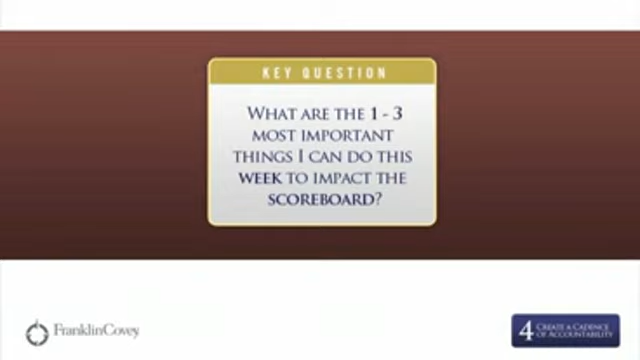 KEY QUESTION
WHAT ARE THE 1 - 3
MOST IMPORTANT
THINGS I CAN DO THIS
WEEK TO IMPACT THE
SCOREBOARD?
FranklinCovey
4 CREATE A CADENCE
OF ACCOUNTABILITY